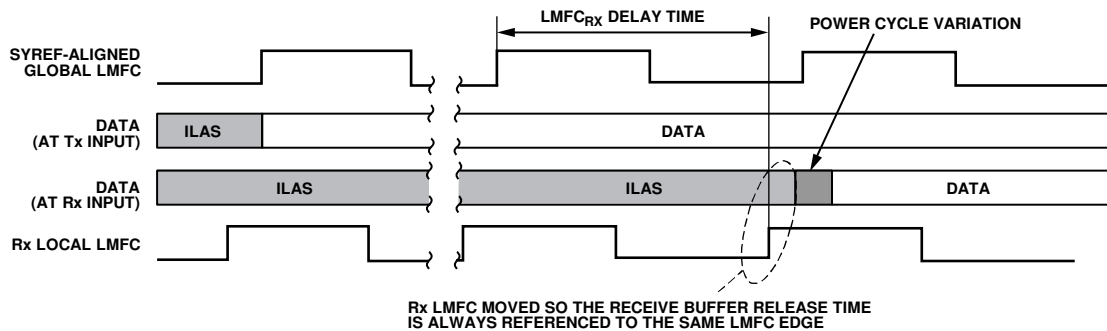 LMFCRX DELAY TIME
POWER CYCLE VARIATION
SYREF-ALIGNED
GLOBAL LMFC
DATA
(AT Tx INPUT)
ILAS
DATA
DATA
(AT Rx INPUT)
ILAS
ILAS
DATA
Rx LOCAL LMFC
Rx LMFC MOVED SO THE RECEIVE BUFFER RELEASE TIME
IS ALWAYS REFERENCED TO THE SAME LMFC EDGE